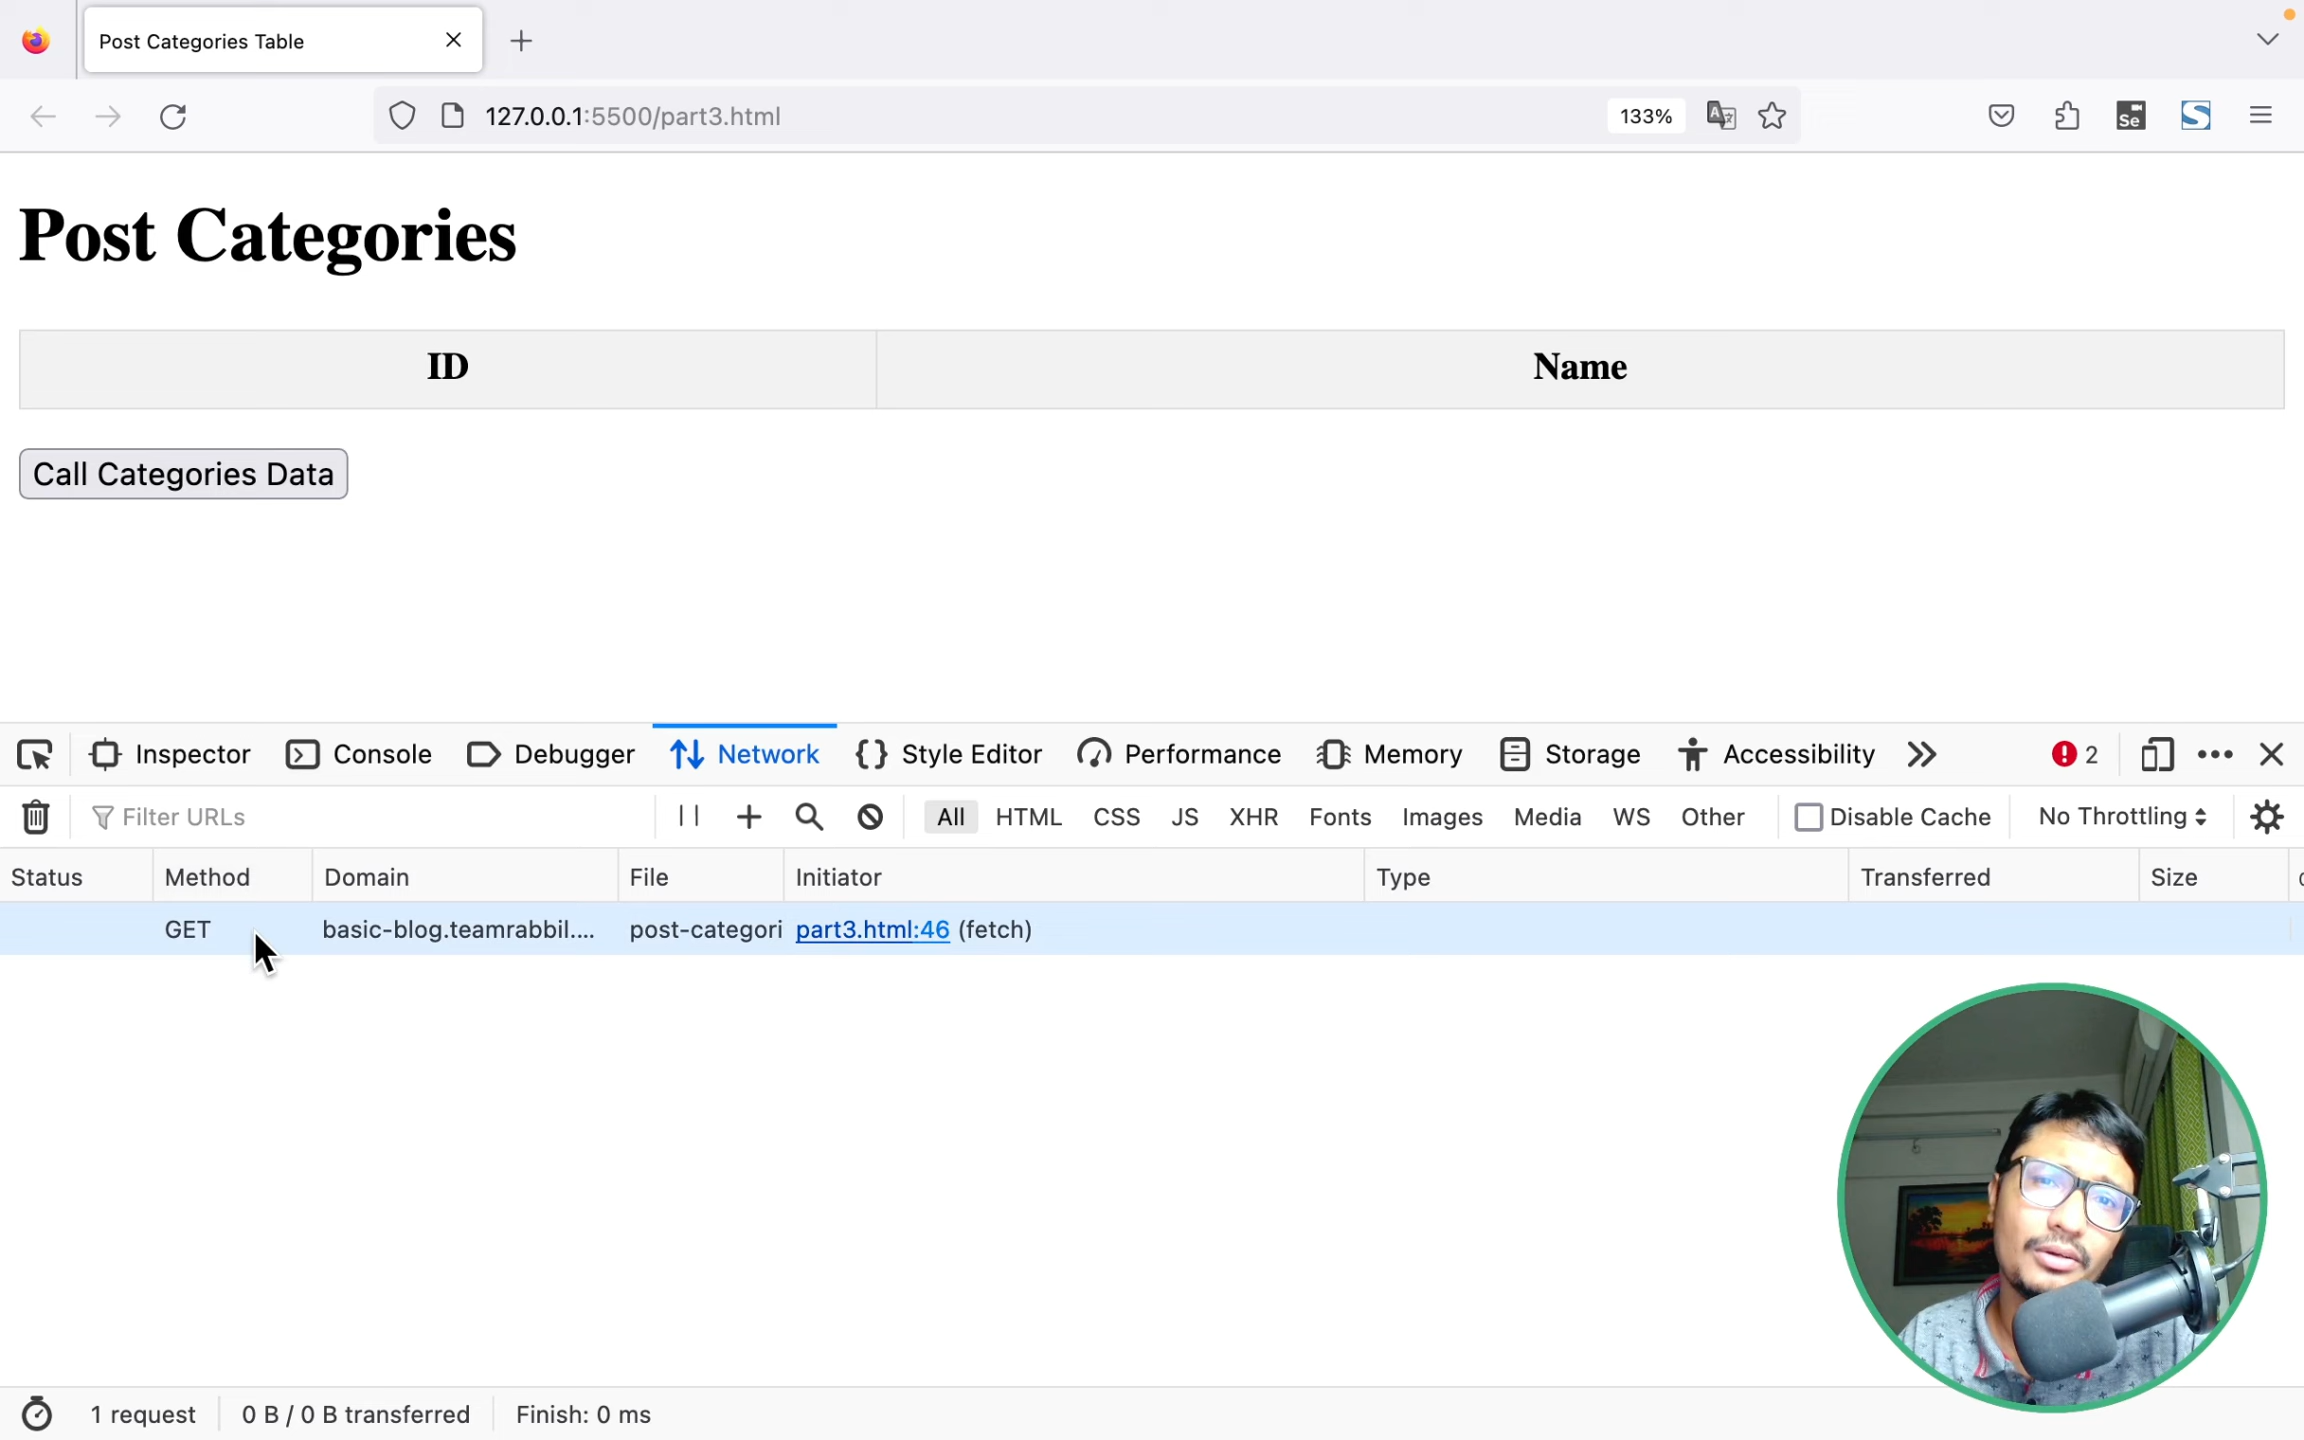 Post Categories Table
127.0.0.1:5500/part3.html
133%
Se
Post Categories
ID Name
Call Categories Data
Inspector Console Debugger Network Style Editor Performance Memory Storage Accessibility 2
Filter URLs All HTML CSS JS XHR Fonts Images Media WS Other Disable Cache No Throttling
Status Method Domain File Initiator Type Transferred Size
GET basic-blog.teamrabbil.... post-categori part3.html:46 (fetch)
1 request 0 B / 0 B transferred Finish: 0 ms